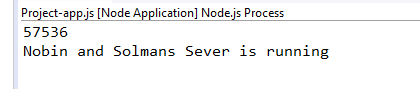 Project-app.js [Node Application] Node.js Process
57536
Nobin and Solmans Sever is running